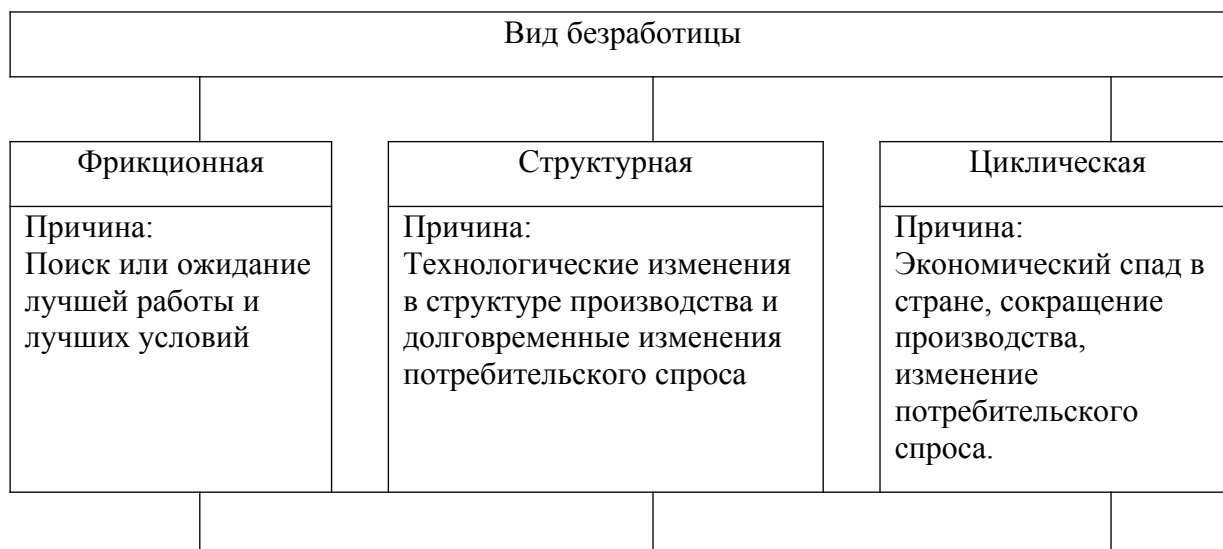 Вид безработицы
Фрикционная
Причина:
Поиск или ожидание
лучшей работы и
лучших условий
Структурная
Причина:
Технологические изменения
в структуре производства и
долговременные изменения
потребительского спроса
Циклическая
Причина:
Экономический спад в
стране, сокращение
производства,
изменение
потребительского
спроса.